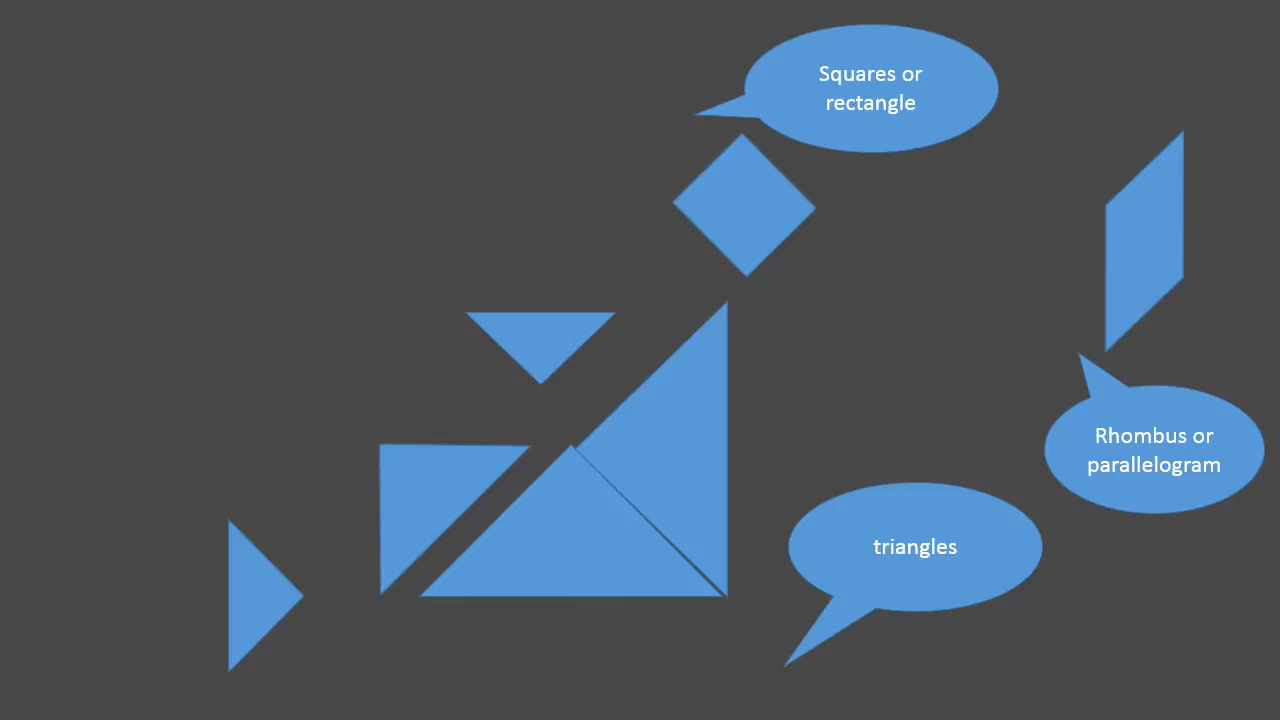 Squares or
rectangle
Rhombus or
parallelogram
triangles